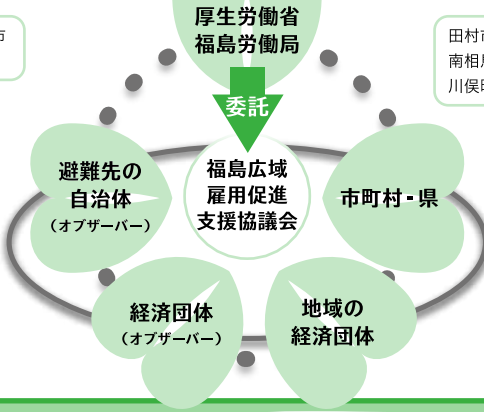 厚生労働省
福島労働局
市
田村市
南相
川俣
委託
福島広域
雇用促進
支援協議会
避難先の
自治体
（オブザーバー）
市町村・県
経済団体
（オブザーバー）
地域の
経済団体